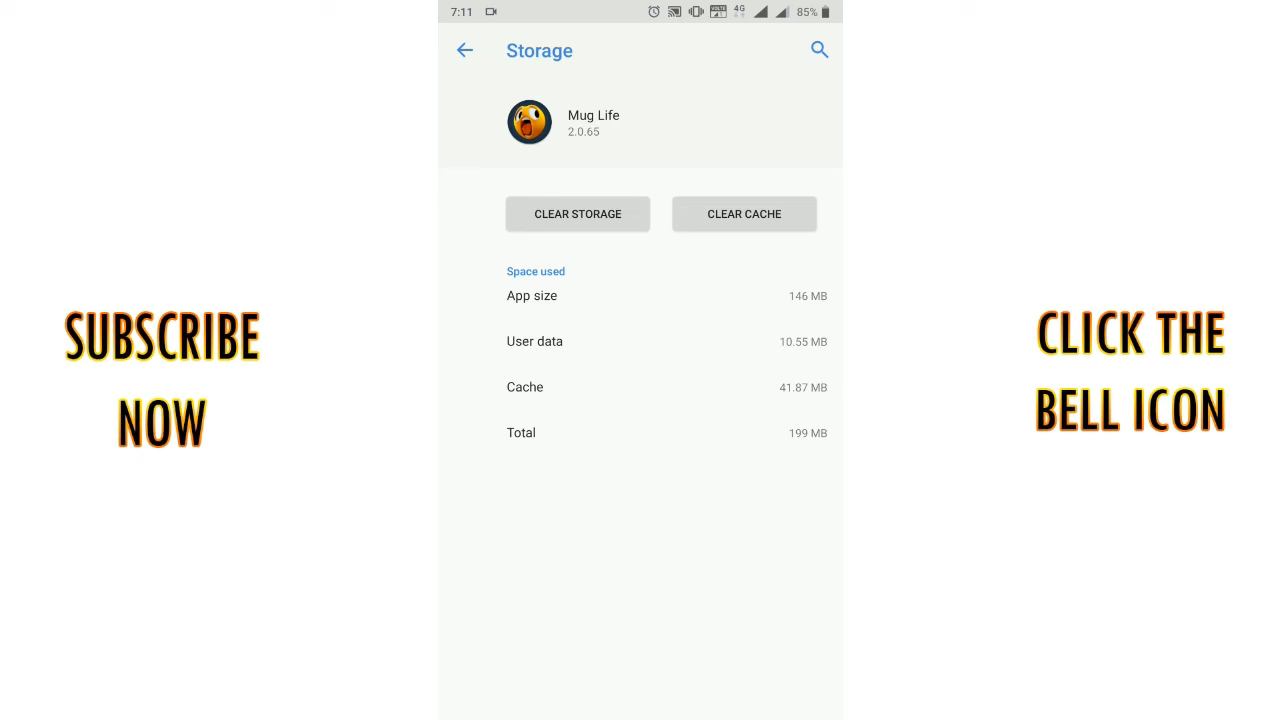 7:11 4G 85%
Storage
Mug Life
2.0.65
CLEAR STORAGE CLEAR CACHE
Space used
App size 146 MB
User data 10.55 MB
Cache 41.87 MB
Total 199 MB
SUBSCRIBE
NOW
CLICK THE
BELL ICON